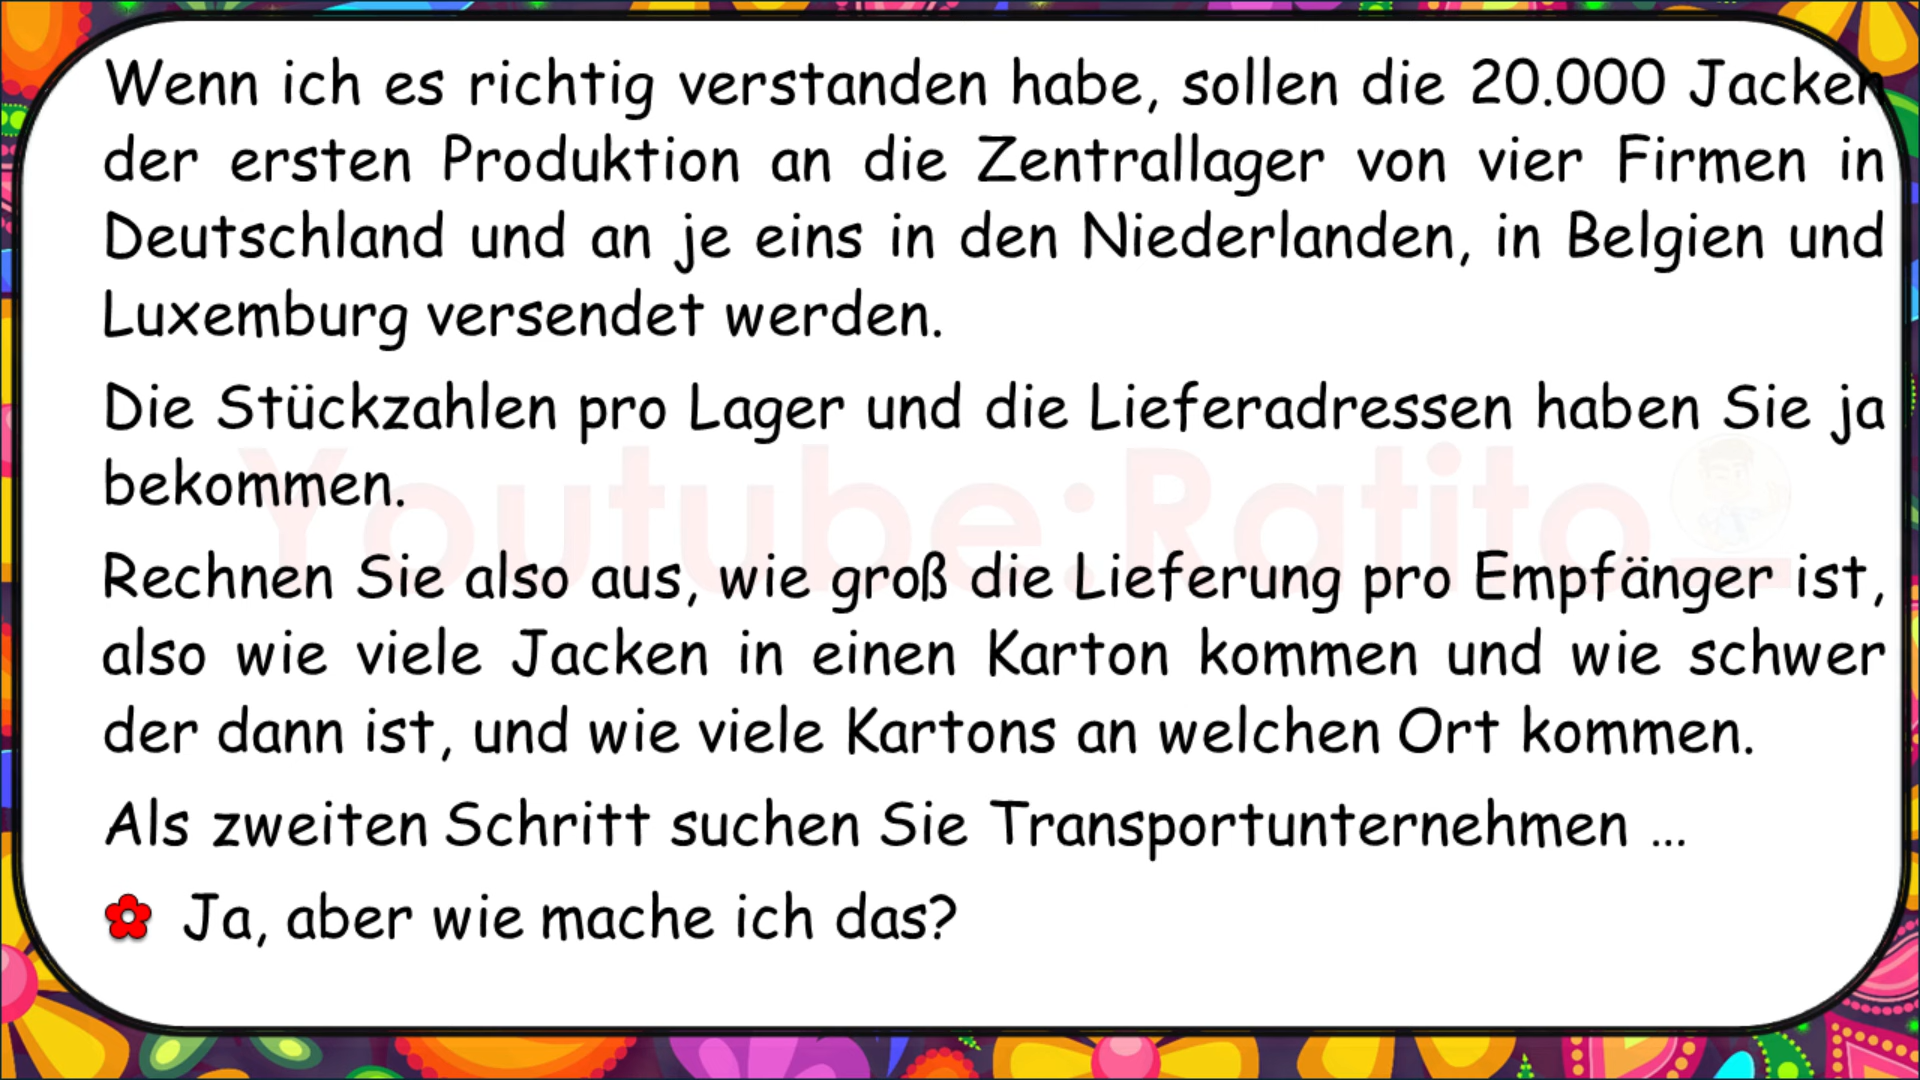 Wenn ich es richtig verstanden habe, sollen die 20.000 Jacken
der ersten Produktion an die Zentrallager von vier Firmen in
Deutschland und an je eins in den Niederlanden, in Belgien und
Luxemburg versendet werden.
Die Stückzahlen pro Lager und die Lieferadressen haben Sie ja
bekommen.
Youtube:Ratito_
Rechnen Sie also aus, wie groß die Lieferung pro Empfänger ist,
also wie viele Jacken in einen Karton kommen und wie schwer
der dann ist, und wie viele Kartons an welchen Ort kommen.
Als zweiten Schritt suchen Sie Transportunternehmen ...
Ja, aber wie mache ich das?